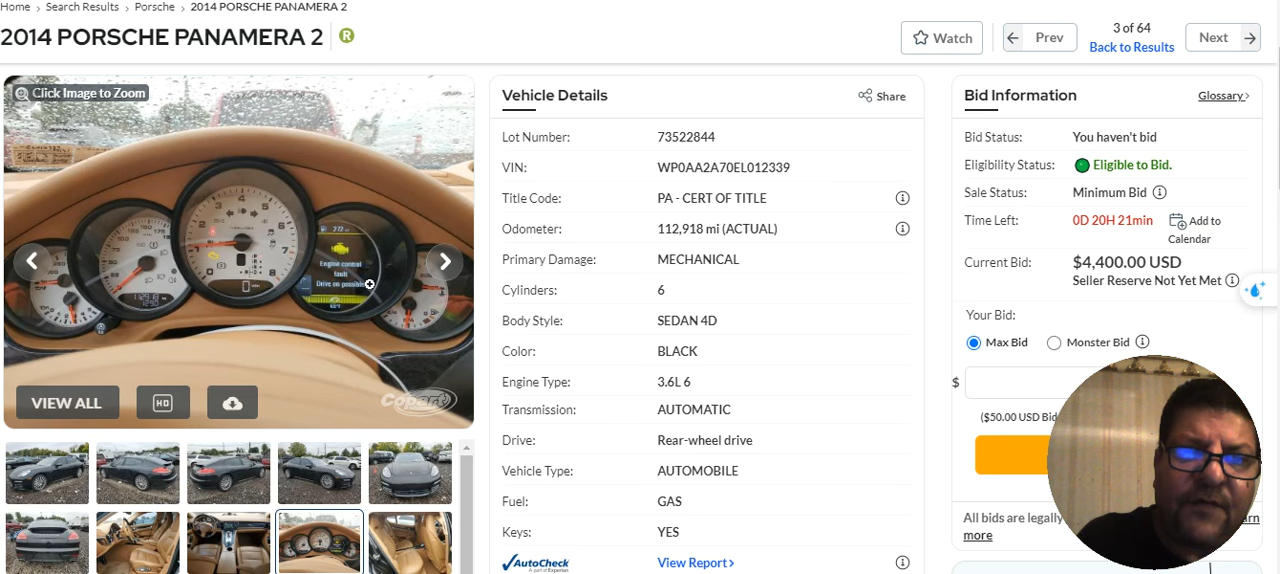 Home > Search Results > Porsche > 2014 PORSCHE PANAMERA 2
2014 PORSCHE PANAMERA 2 R
Watch
Prev
3 of 64
Back to Results
Next
Click Image to Zoom
Engine control
fault
Drive on possible
VIEW ALL
HD
Copart
Vehicle Details
Share
Lot Number: 73522844
VIN: WP0AA2A70EL012339
Title Code: PA - CERT OF TITLE
Odometer: 112,918 mi (ACTUAL)
Primary Damage: MECHANICAL
Cylinders: 6
Body Style: SEDAN 4D
Color: BLACK
Engine Type: 3.6L 6
Transmission: AUTOMATIC
Drive: Rear-wheel drive
Vehicle Type: AUTOMOBILE
Fuel: GAS
Keys: YES
AutoCheck View Report >
A part of Experian
Bid Information
Glossary >
Bid Status: You haven't bid
Eligibility Status: Eligible to Bid.
Sale Status: Minimum Bid
Time Left: 0D 20H 21min Add to
Calendar
Current Bid: $4,400.00 USD
Seller Reserve Not Yet Met
Your Bid:
Max Bid Monster Bid
$
($50.00 USD Bid
All bids are legally
more